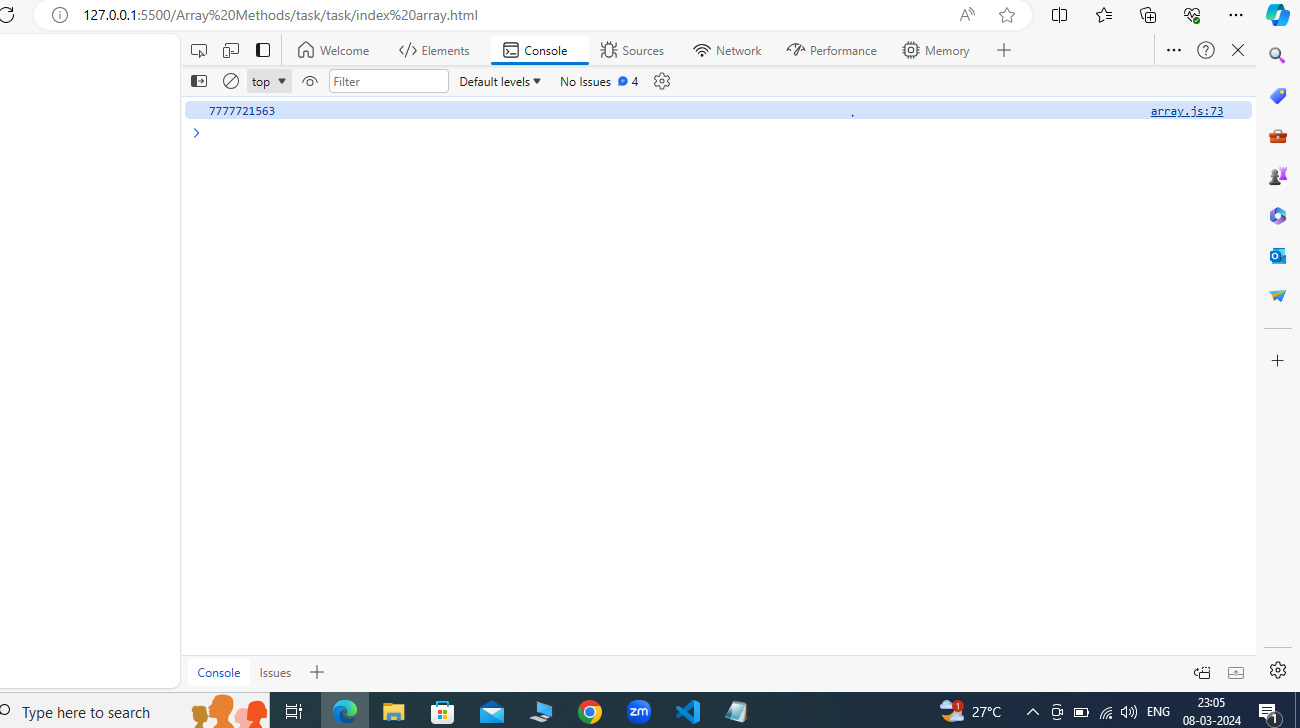 127.0.0.1:5500/Array%20Methods/task/task/index%20array.html
Welcome Elements Console Sources Network Performance Memory
top Filter Default levels No Issues 4
7777721563 array.js:73
Console Issues
Type here to search zm 1 27°C ENG 23:05 1
08-03-2024